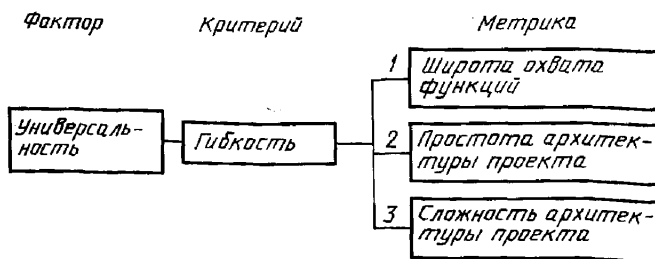 Фактор Критерий Метрика
1 Широта охвата
функций
Универсаль-
ность
Гибкость
2 Простота архитек-
туры проекта
3 Сложность архитек-
туры проекта